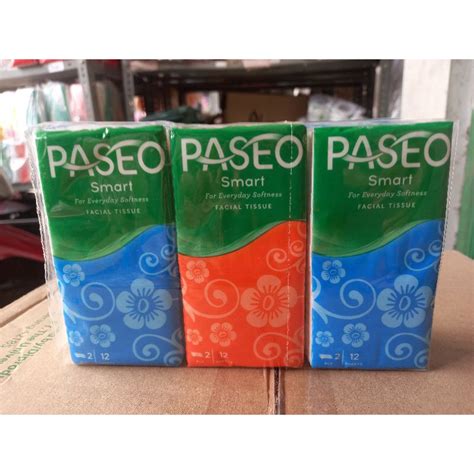 PASEO
Smart
For Everyday Softness
FACIAL TISSUE
2 12
PASEO
Smart
For Everyday Softness
FACIAL TISSUE
2 12
PASEO
Smart
For Everyday Softness
FACIAL TISSUE
2 12